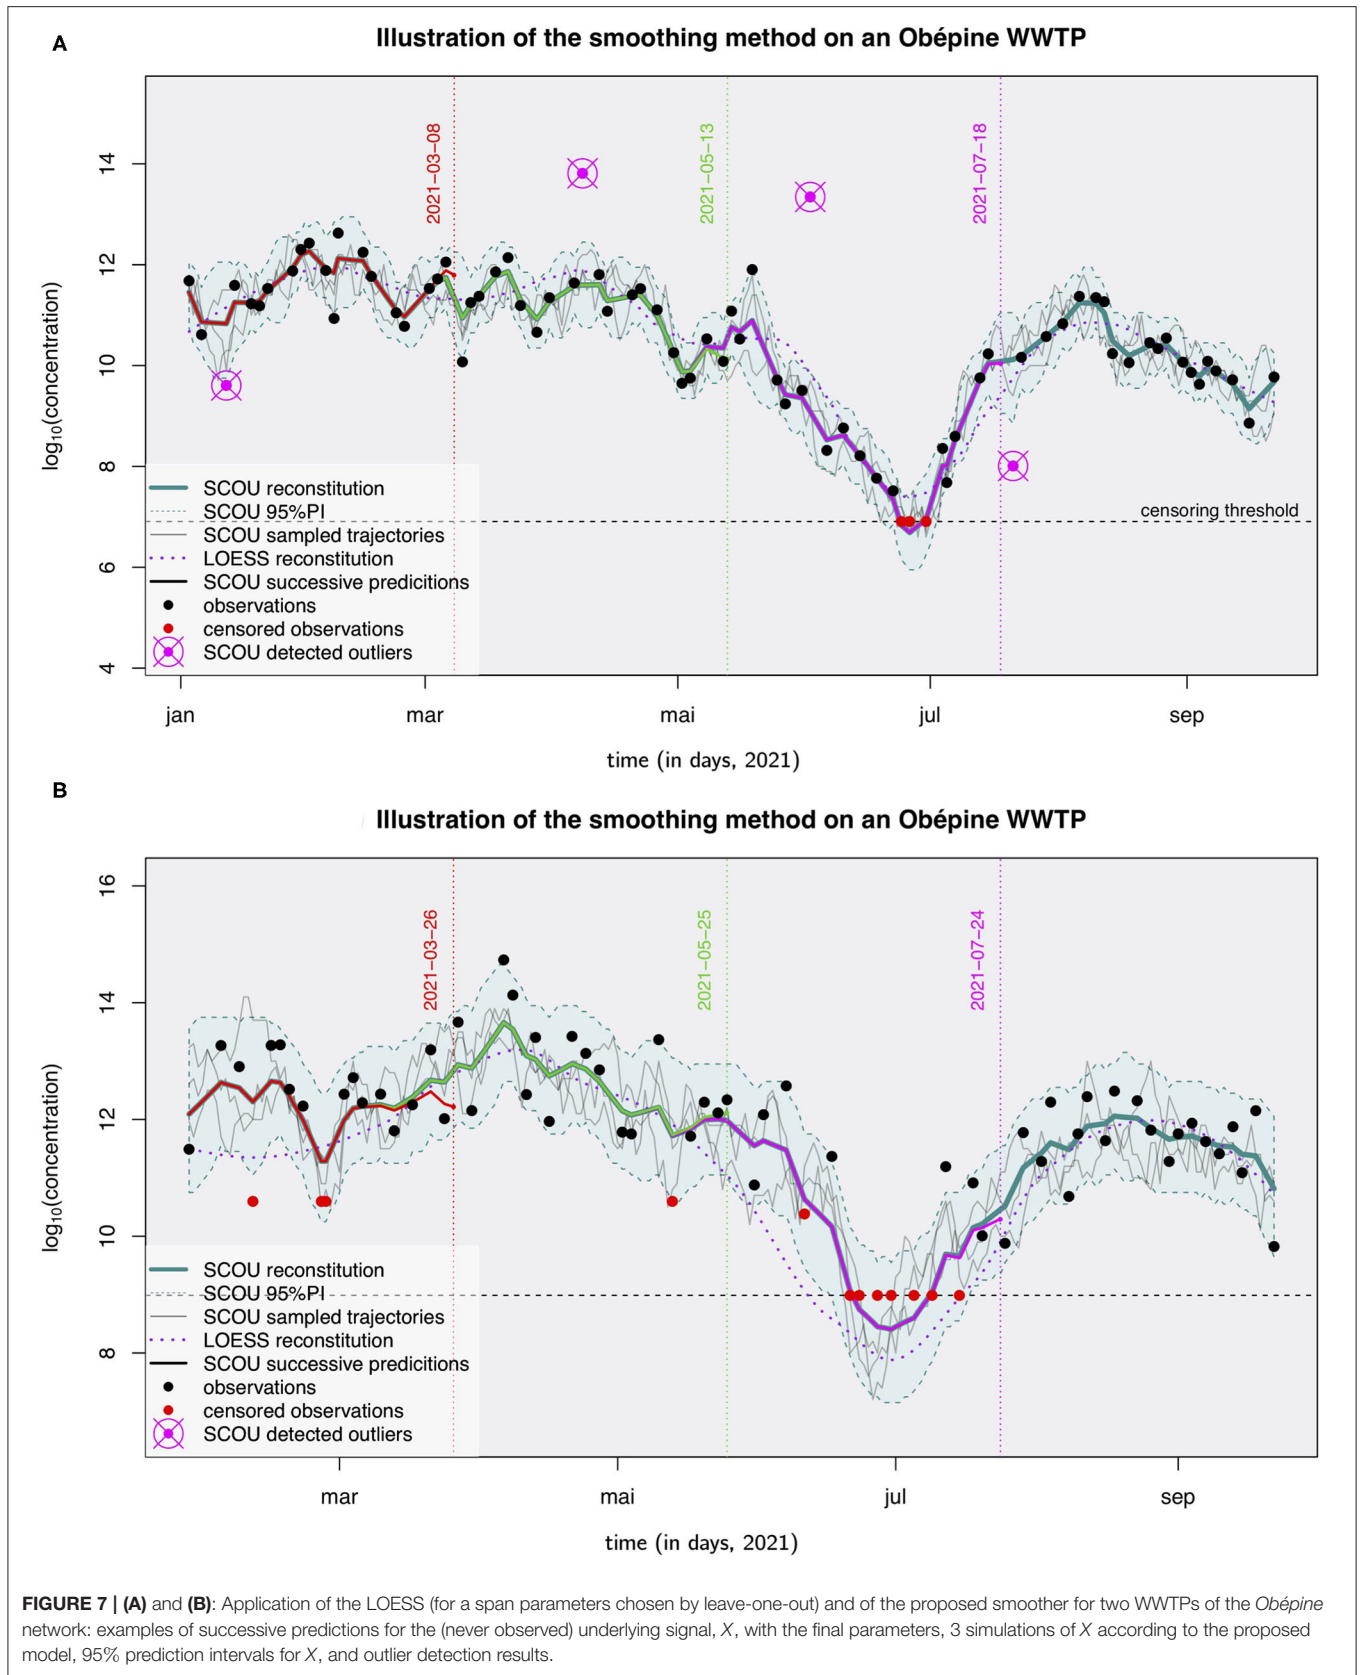 A
Illustration of the smoothing method on an Obépine WWTP
log10(concentration)
14
12
10
8
6
4
2021−03−08
2021−05−13
2021−07−18
censoring threshold
SCOU reconstitution
SCOU 95%PI
SCOU sampled trajectories
LOESS reconstitution
SCOU successive predicitions
observations
censored observations
SCOU detected outliers
jan
mar
mai
jul
sep
time (in days, 2021)
B
Illustration of the smoothing method on an Obépine WWTP
log10(concentration)
16
14
12
10
8
2021−03−26
2021−05−25
2021−07−24
SCOU reconstitution
SCOU 95%PI
SCOU sampled trajectories
LOESS reconstitution
SCOU successive predicitions
observations
censored observations
SCOU detected outliers
mar
mai
jul
sep
time (in days, 2021)
FIGURE 7 | (A) and (B): Application of the LOESS (for a span parameters chosen by leave-one-out) and of the proposed smoother for two WWTPs of the Obépine
network: examples of successive predictions for the (never observed) underlying signal, X, with the final parameters, 3 simulations of X according to the proposed
model, 95% prediction intervals for X, and outlier detection results.